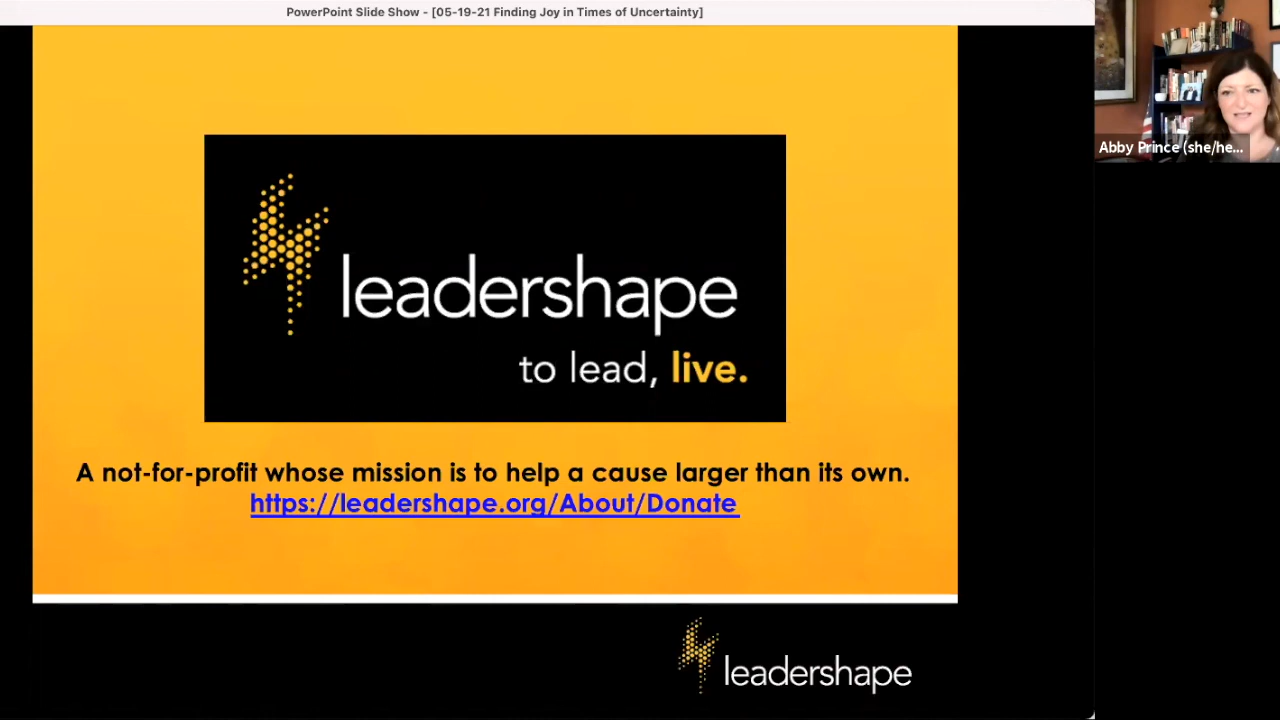 PowerPoint Slide Show - [05-19-21 Finding Joy in Times of Uncertainty]
Abby Prince (she/he...
leadershape
to lead, live.
A not-for-profit whose mission is to help a cause larger than its own.
https://leadershape.org/About/Donate
leadershape